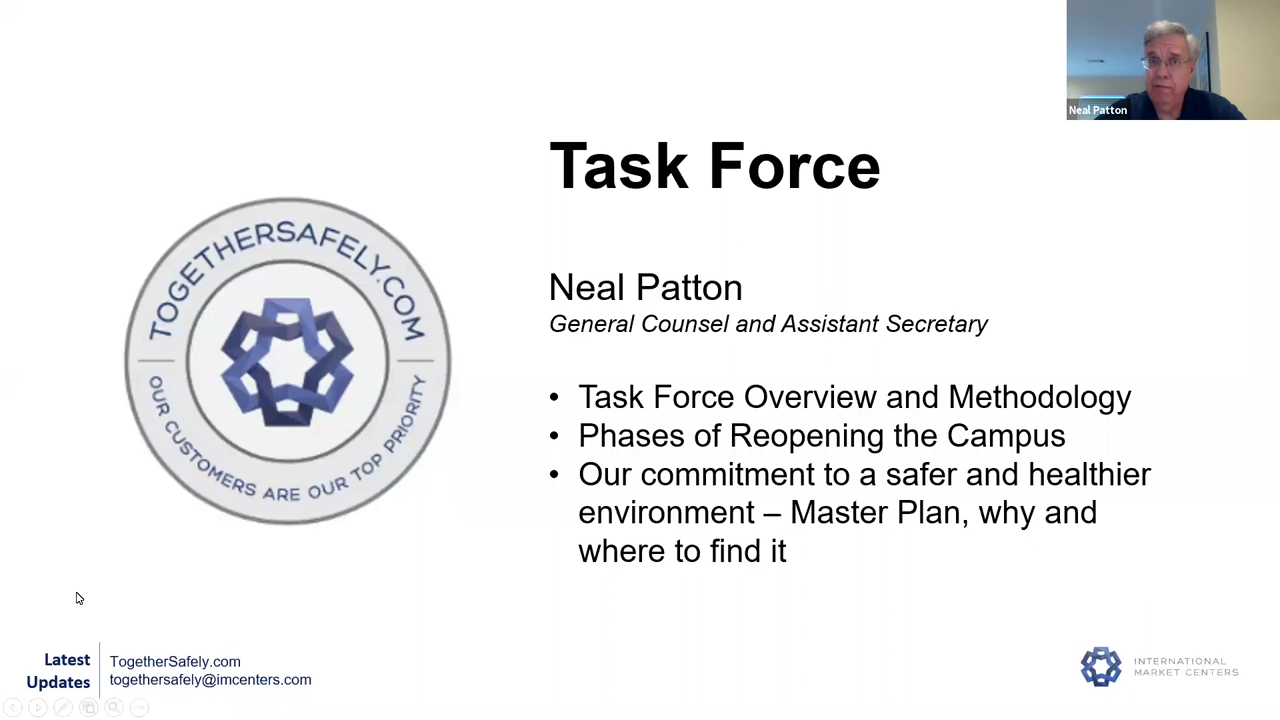 Neal Patton
Task Force
TOGETHERSAFELY.COM
OUR CUSTOMERS ARE OUR TOP PRIORITY
Neal Patton
General Counsel and Assistant Secretary
• Task Force Overview and Methodology
• Phases of Reopening the Campus
• Our commitment to a safer and healthier
environment – Master Plan, why and
where to find it
Latest
Updates
TogetherSafely.com
togethersafely@imcenters.com
INTERNATIONAL
MARKET CENTERS